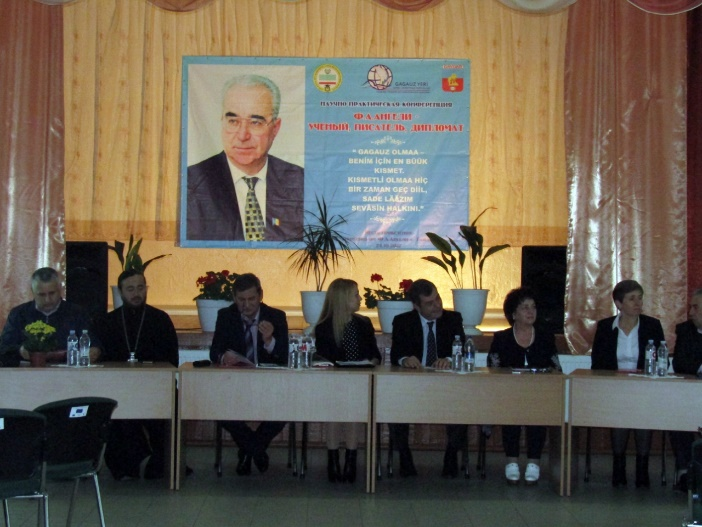 GAGAUZ YERI
НАУЧНО-ПРАКТИЧЕСКАЯ КОНФЕРЕНЦИЯ
Ф.А.АНГЕЛИ
УЧЕНЫЙ, ПИСАТЕЛЬ, ДИПЛОМАТ
" GAGAUZ OLMAA –
BENİM İÇİN EN BÜÜK
KISMET.
KISMETLİ OLMAA HİÇ
BİR ZAMAN GEÇ DİİL,
SADE LÄÄZIM
SEVÄSİN HALKINI."